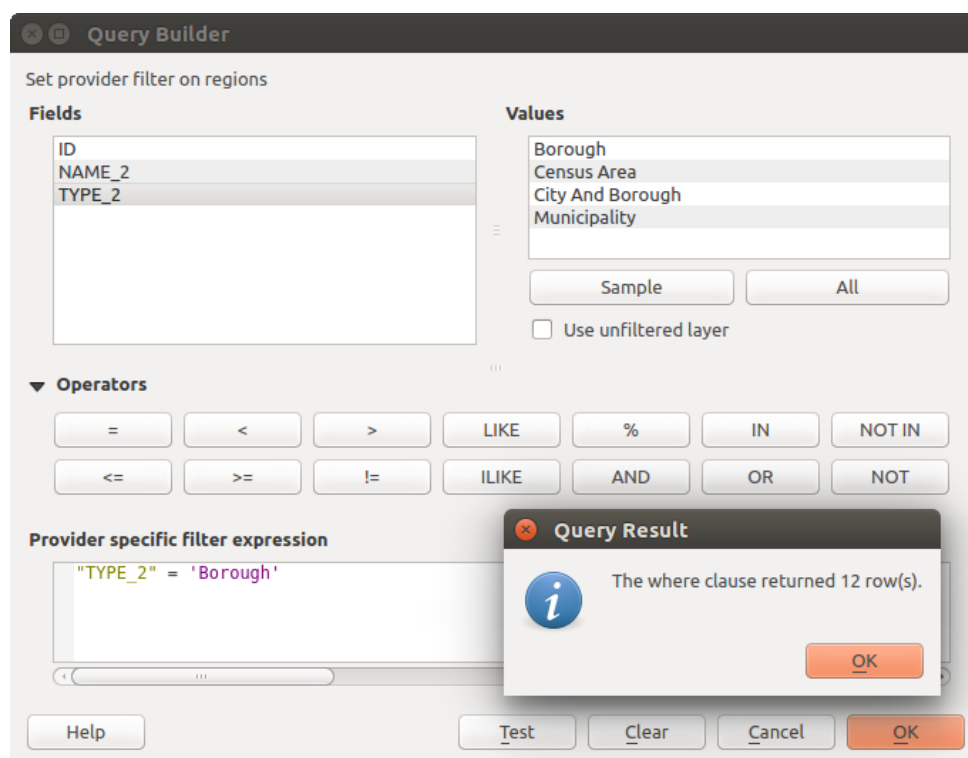 Query Builder
Set provider filter on regions
Fields
Values
ID
NAME_2
TYPE_2
Borough
Census Area
City And Borough
Municipality
Sample
All
Use unfiltered layer
Operators
= < > LIKE % IN NOT IN
<= >= != ILIKE AND OR NOT
Provider specific filter expression
"TYPE_2" = 'Borough'
Query Result
The where clause returned 12 row(s).
OK
Help Test Clear Cancel OK